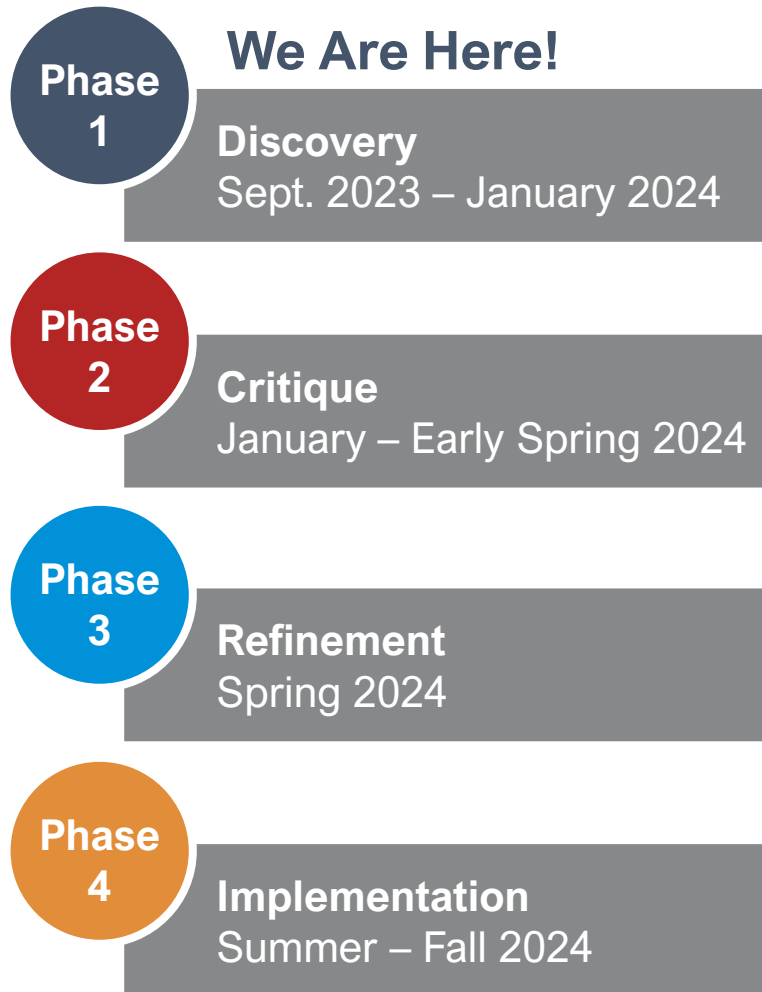 We Are Here!
Phase
1
Discovery
Sept. 2023 – January 2024
Phase
2
Critique
January – Early Spring 2024
Phase
3
Refinement
Spring 2024
Phase
4
Implementation
Summer – Fall 2024